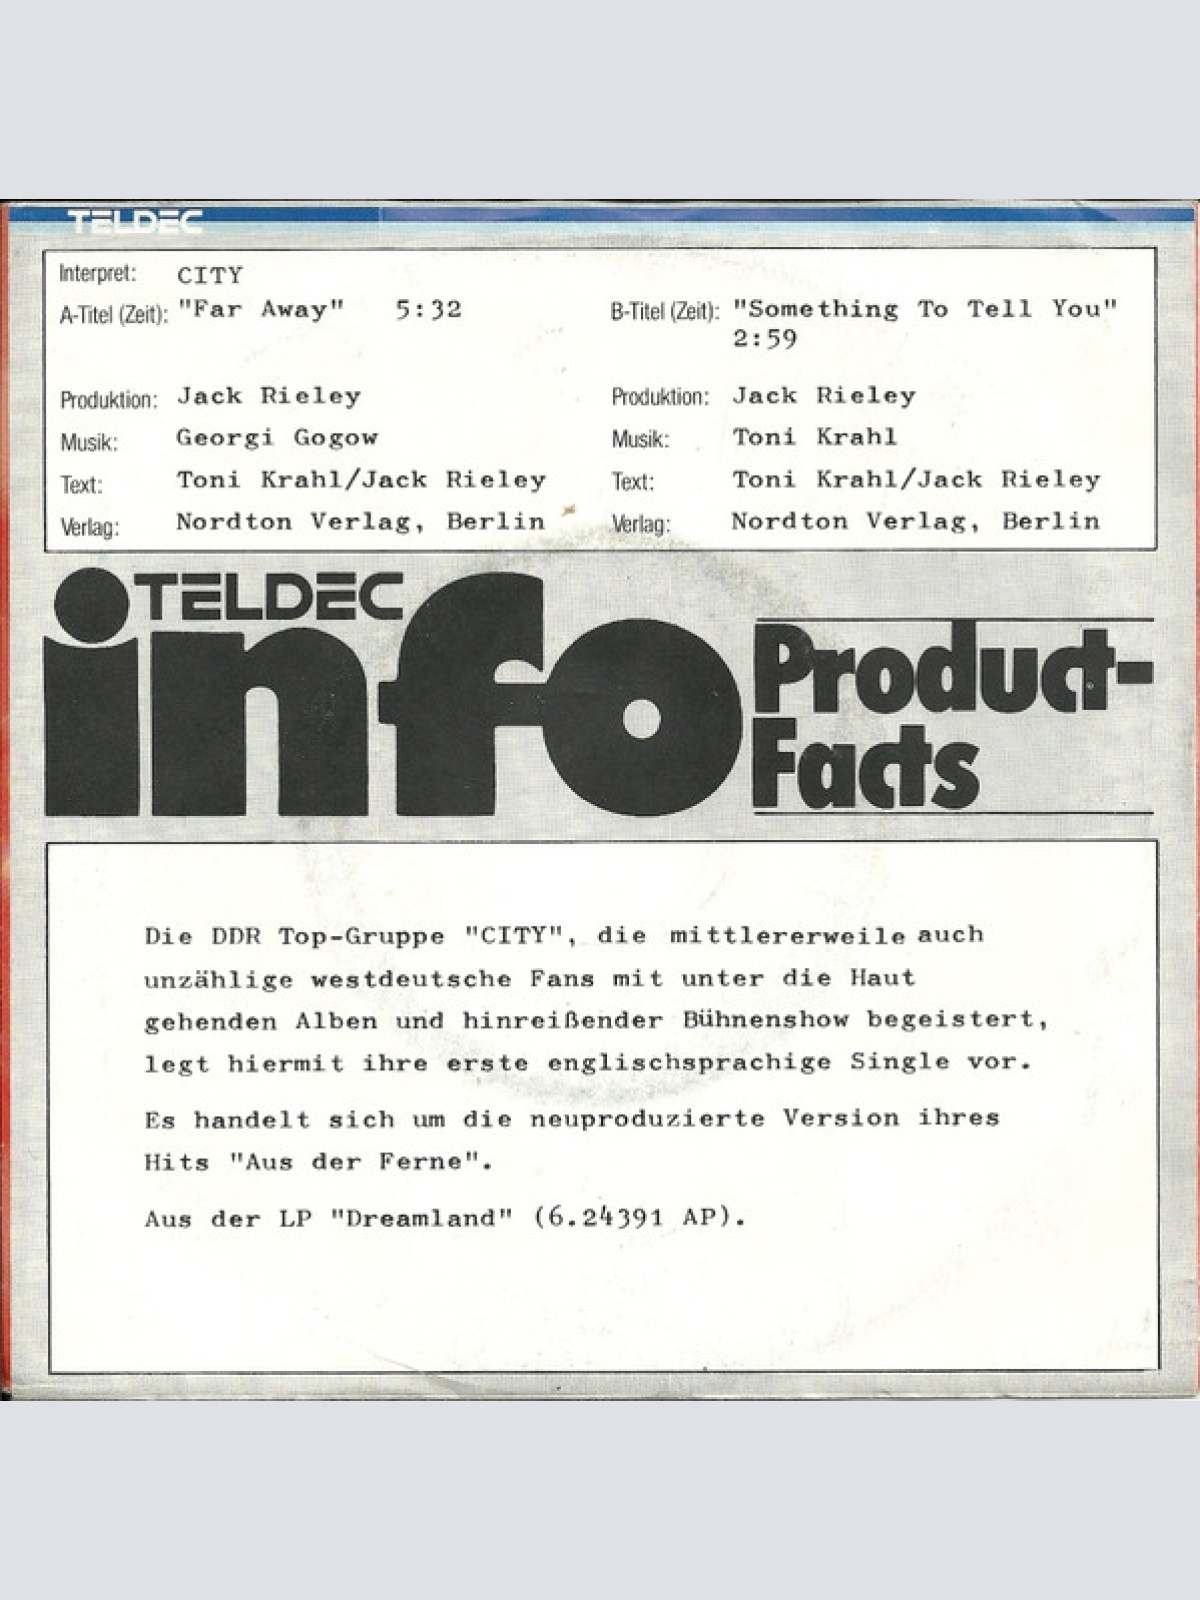 TELDEC
Interpret: CITY
A-Titel (Zeit): "Far Away" 5:32
B-Titel (Zeit): "Something To Tell You"
2:59
Produktion: Jack Rieley
Musik: Georgi Gogow
Text: Toni Krahl/Jack Rieley
Verlag: Nordton Verlag, Berlin
Produktion: Jack Rieley
Musik: Toni Krahl
Text: Toni Krahl/Jack Rieley
Verlag: Nordton Verlag, Berlin
TELDEC
info
Product-
Facts
Die DDR Top-Gruppe "CITY", die mittlererweile auch
unzählige westdeutsche Fans mit unter die Haut
gehenden Alben und hinreißender Bühnenshow begeistert,
legt hiermit ihre erste englischsprachige Single vor.
Es handelt sich um die neuproduzierte Version ihres
Hits "Aus der Ferne".
Aus der LP "Dreamland" (6.24391 AP).